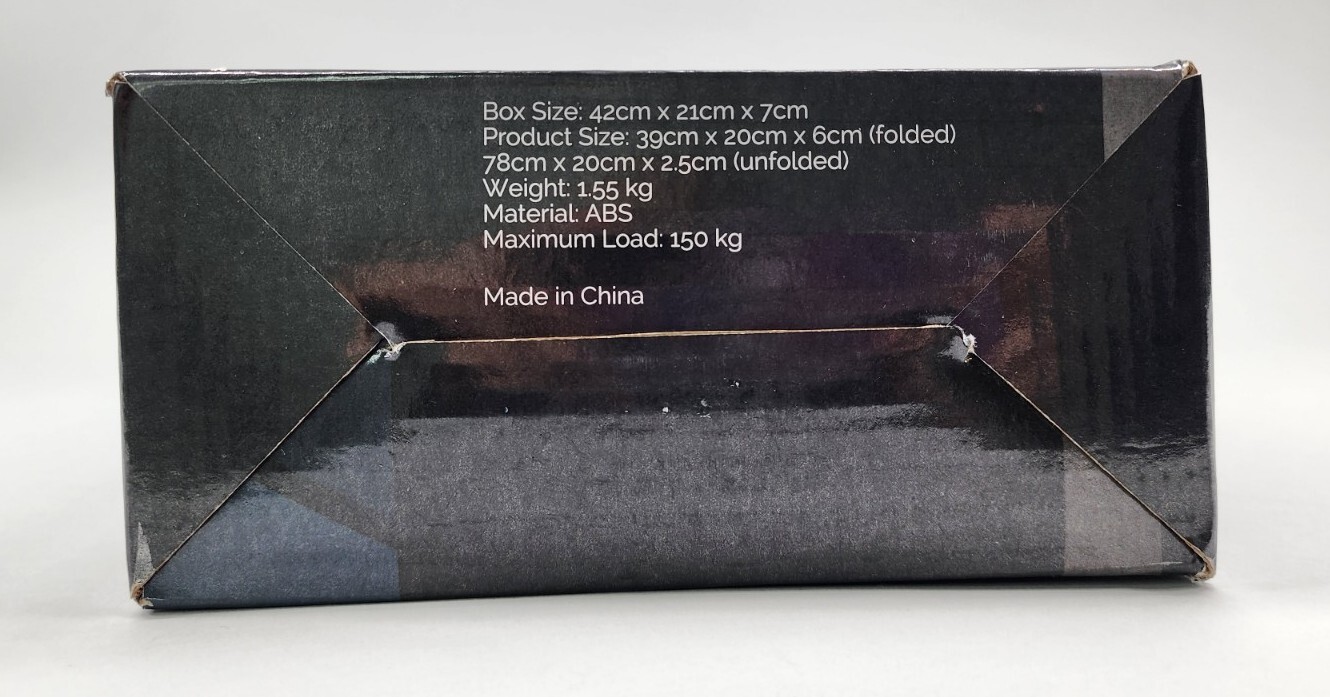 Box Size: 42cm x 21cm x 7cm
Product Size: 39cm x 20cm x 6cm (folded)
78cm x 20cm x 2.5cm (unfolded)
Weight: 1.55 kg
Material: ABS
Maximum Load: 150 kg
Made in China